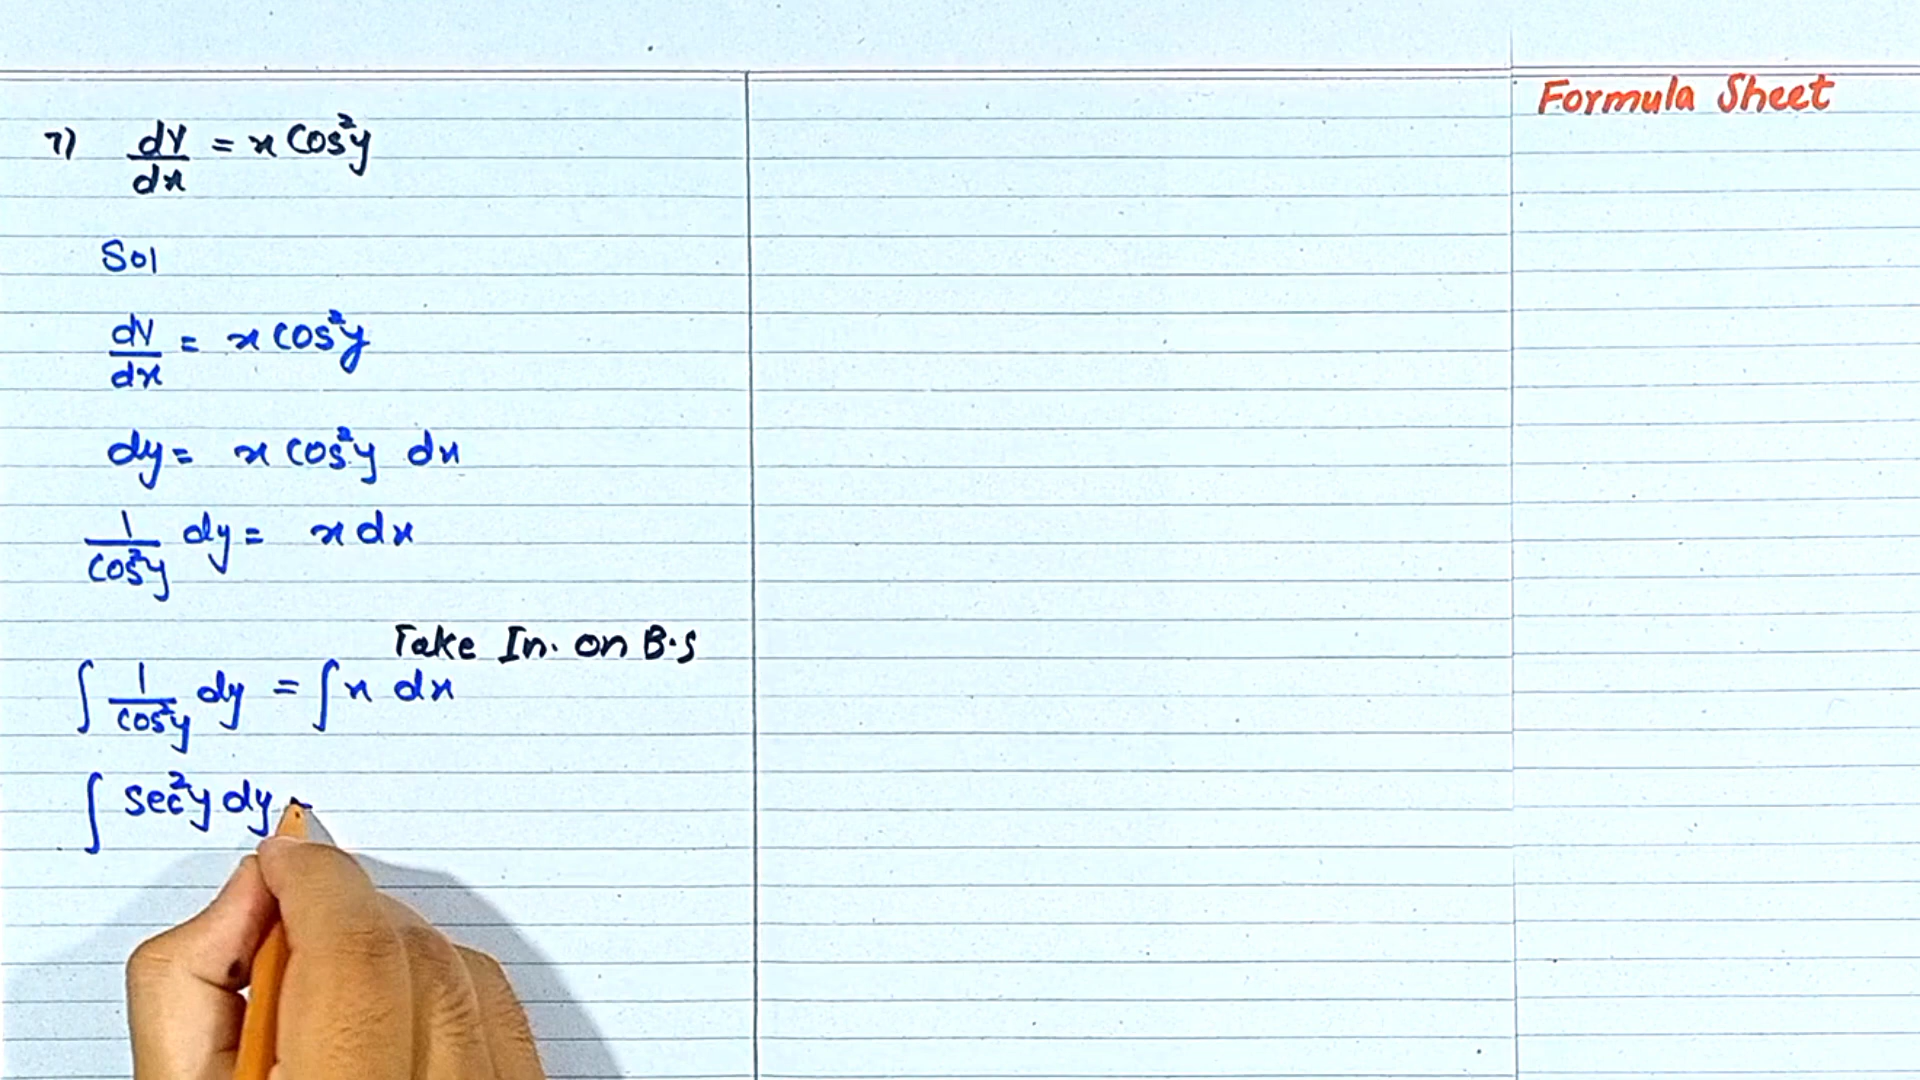 Formula Sheet
7) dy/dx = x Cos²y
Sol
dy/dx = x cos²y
dy = x cos²y dx
1/cos²y dy = x dx
Take In. on B.S
∫ 1/cos²y dy = ∫ x dx
∫ sec²y dy =